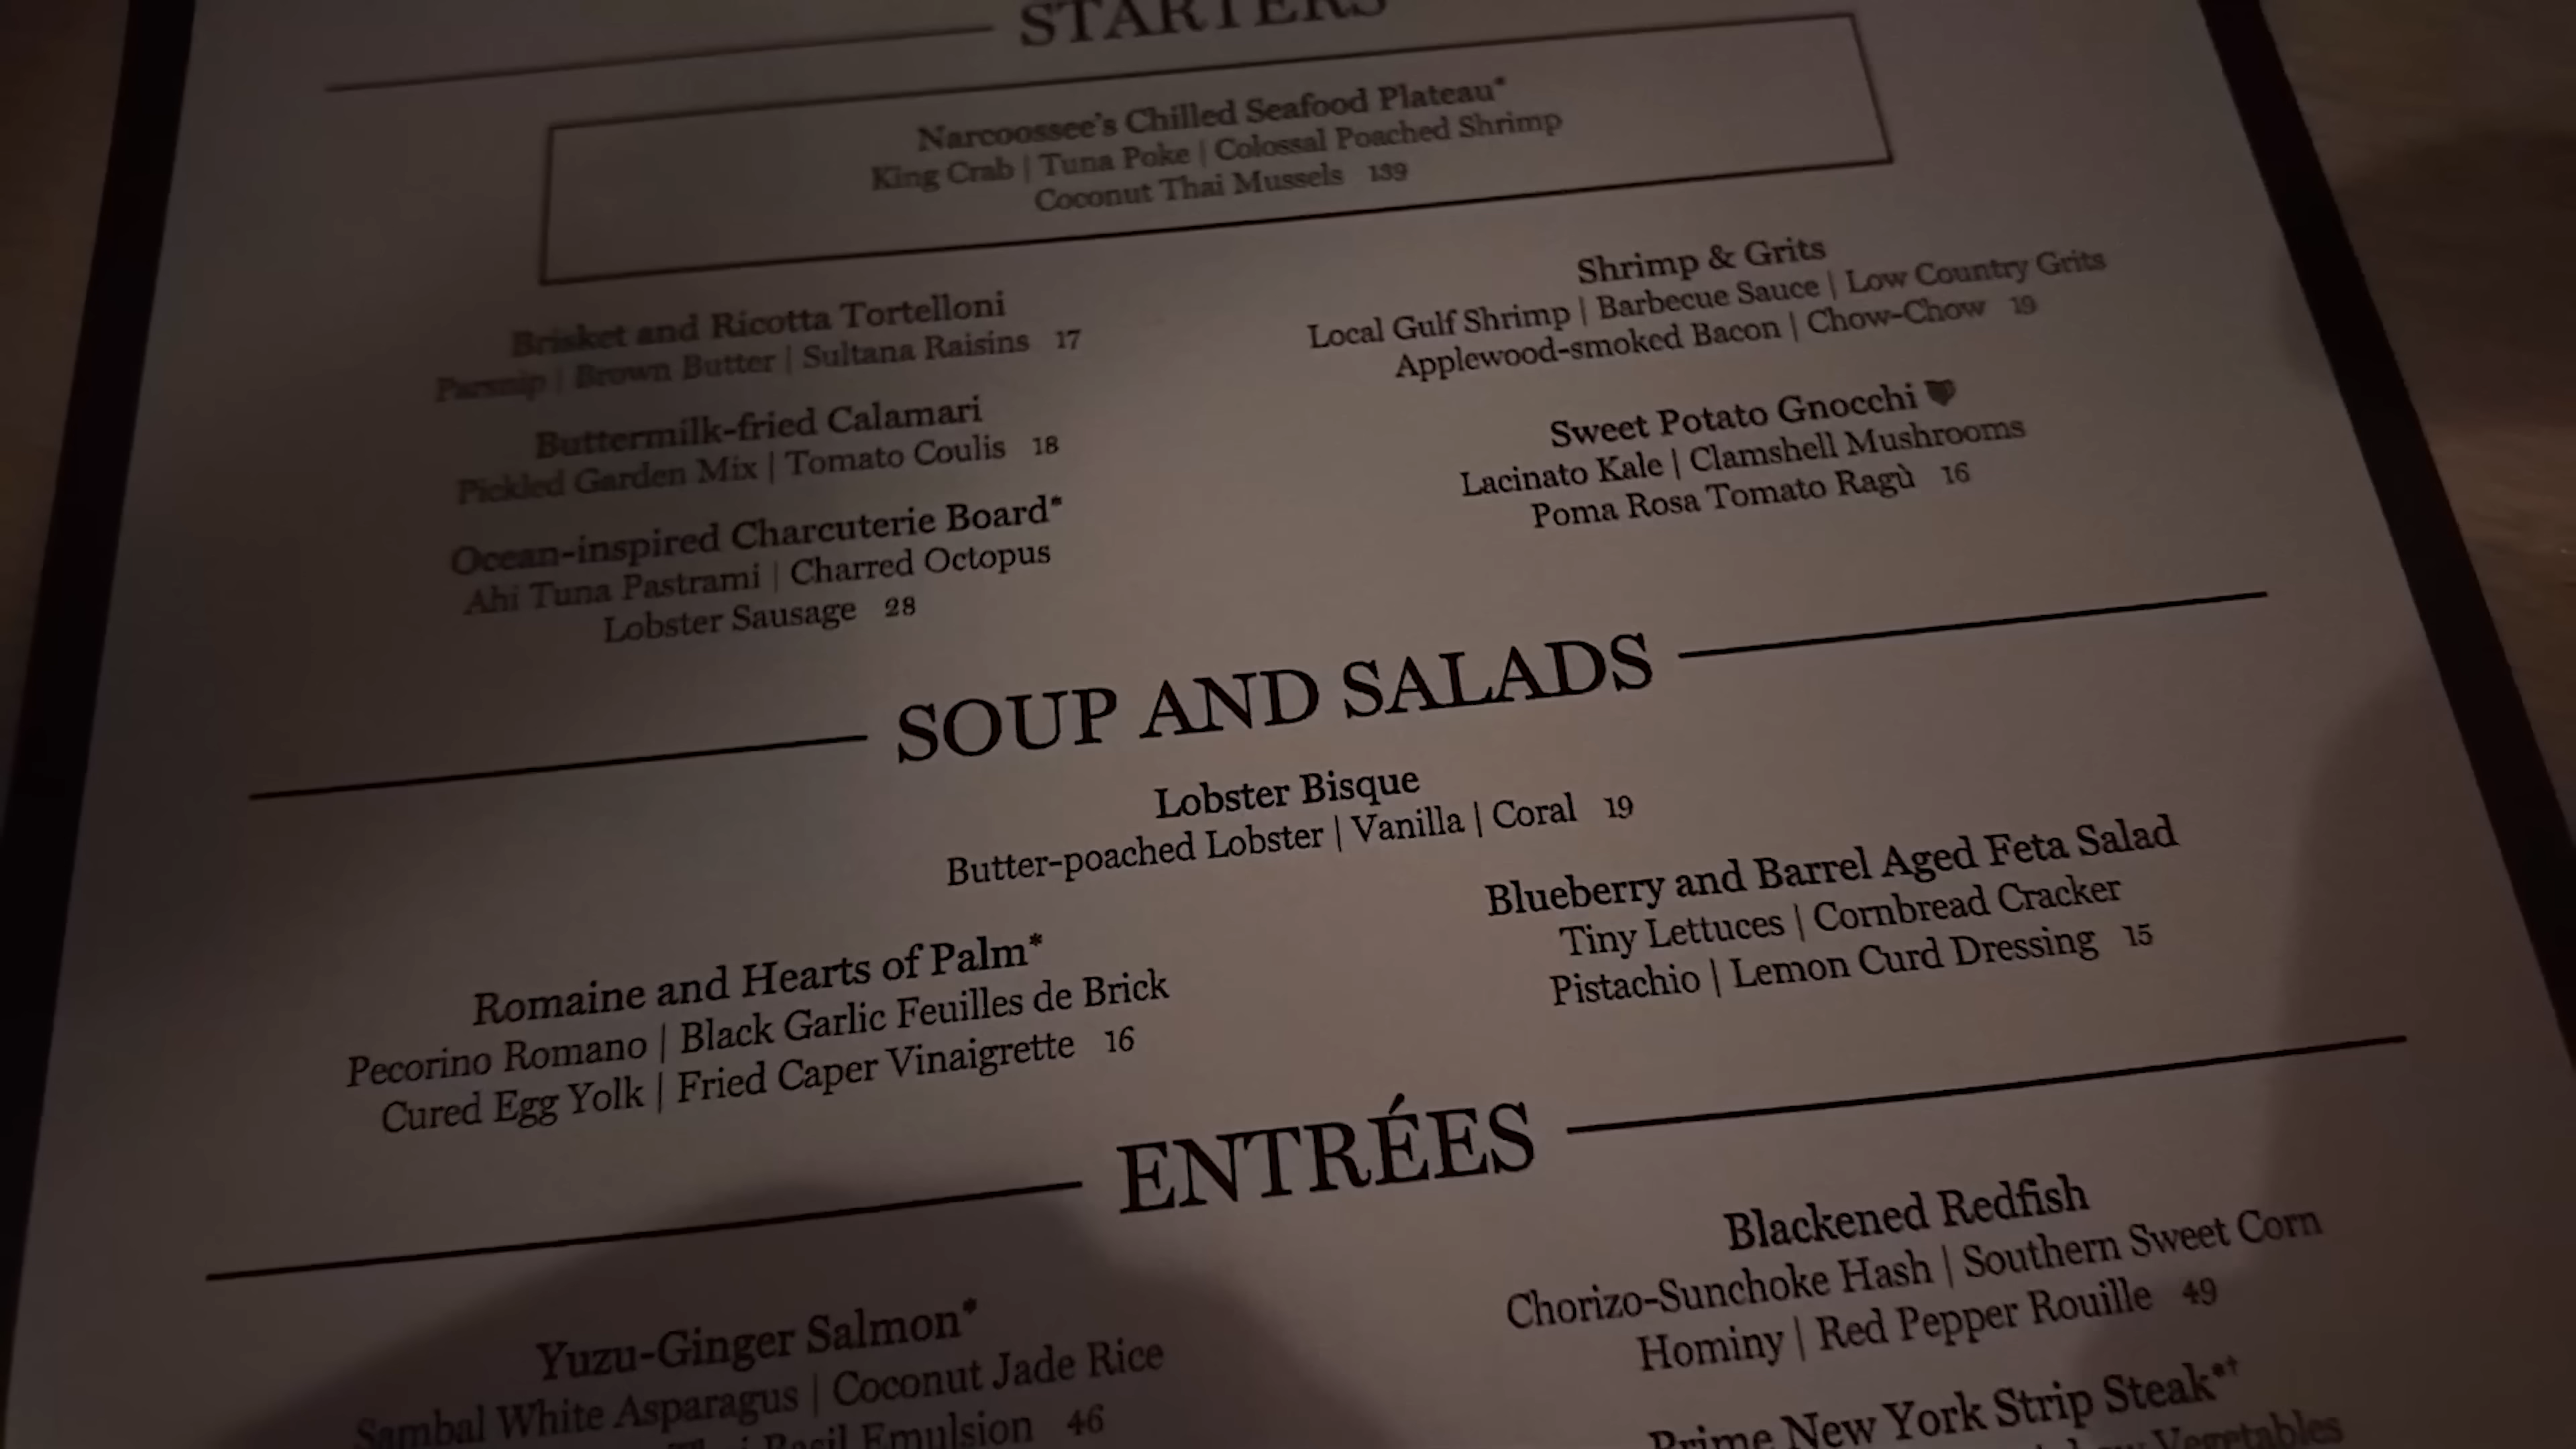 STARTERS
Narcoossee's Chilled Seafood Plateau*
King Crab | Tuna Poke | Colossal Poached Shrimp
Coconut Thai Mussels 139
Brisket and Ricotta Tortelloni
Parsnip | Brown Butter | Sultana Raisins 17
Buttermilk-fried Calamari
Pickled Garden Mix | Tomato Coulis 18
Ocean-inspired Charcuterie Board*
Ahi Tuna Pastrami | Charred Octopus
Lobster Sausage 28
Shrimp & Grits
Local Gulf Shrimp | Barbecue Sauce | Low Country Grits
Applewood-smoked Bacon | Chow-Chow 19
Sweet Potato Gnocchi
Lacinato Kale | Clamshell Mushrooms
Poma Rosa Tomato Ragù 16
SOUP AND SALADS
Lobster Bisque
Butter-poached Lobster | Vanilla | Coral 19
Romaine and Hearts of Palm*
Pecorino Romano | Black Garlic Feuilles de Brick
Cured Egg Yolk | Fried Caper Vinaigrette 16
Blueberry and Barrel Aged Feta Salad
Tiny Lettuces | Cornbread Cracker
Pistachio | Lemon Curd Dressing 15
ENTRÉES
Yuzu-Ginger Salmon*
Sambal White Asparagus | Coconut Jade Rice
Basil Emulsion 46
Blackened Redfish
Chorizo-Sunchoke Hash | Southern Sweet Corn
Hominy | Red Pepper Rouille 49
Prime New York Strip Steak*†
Vegetables